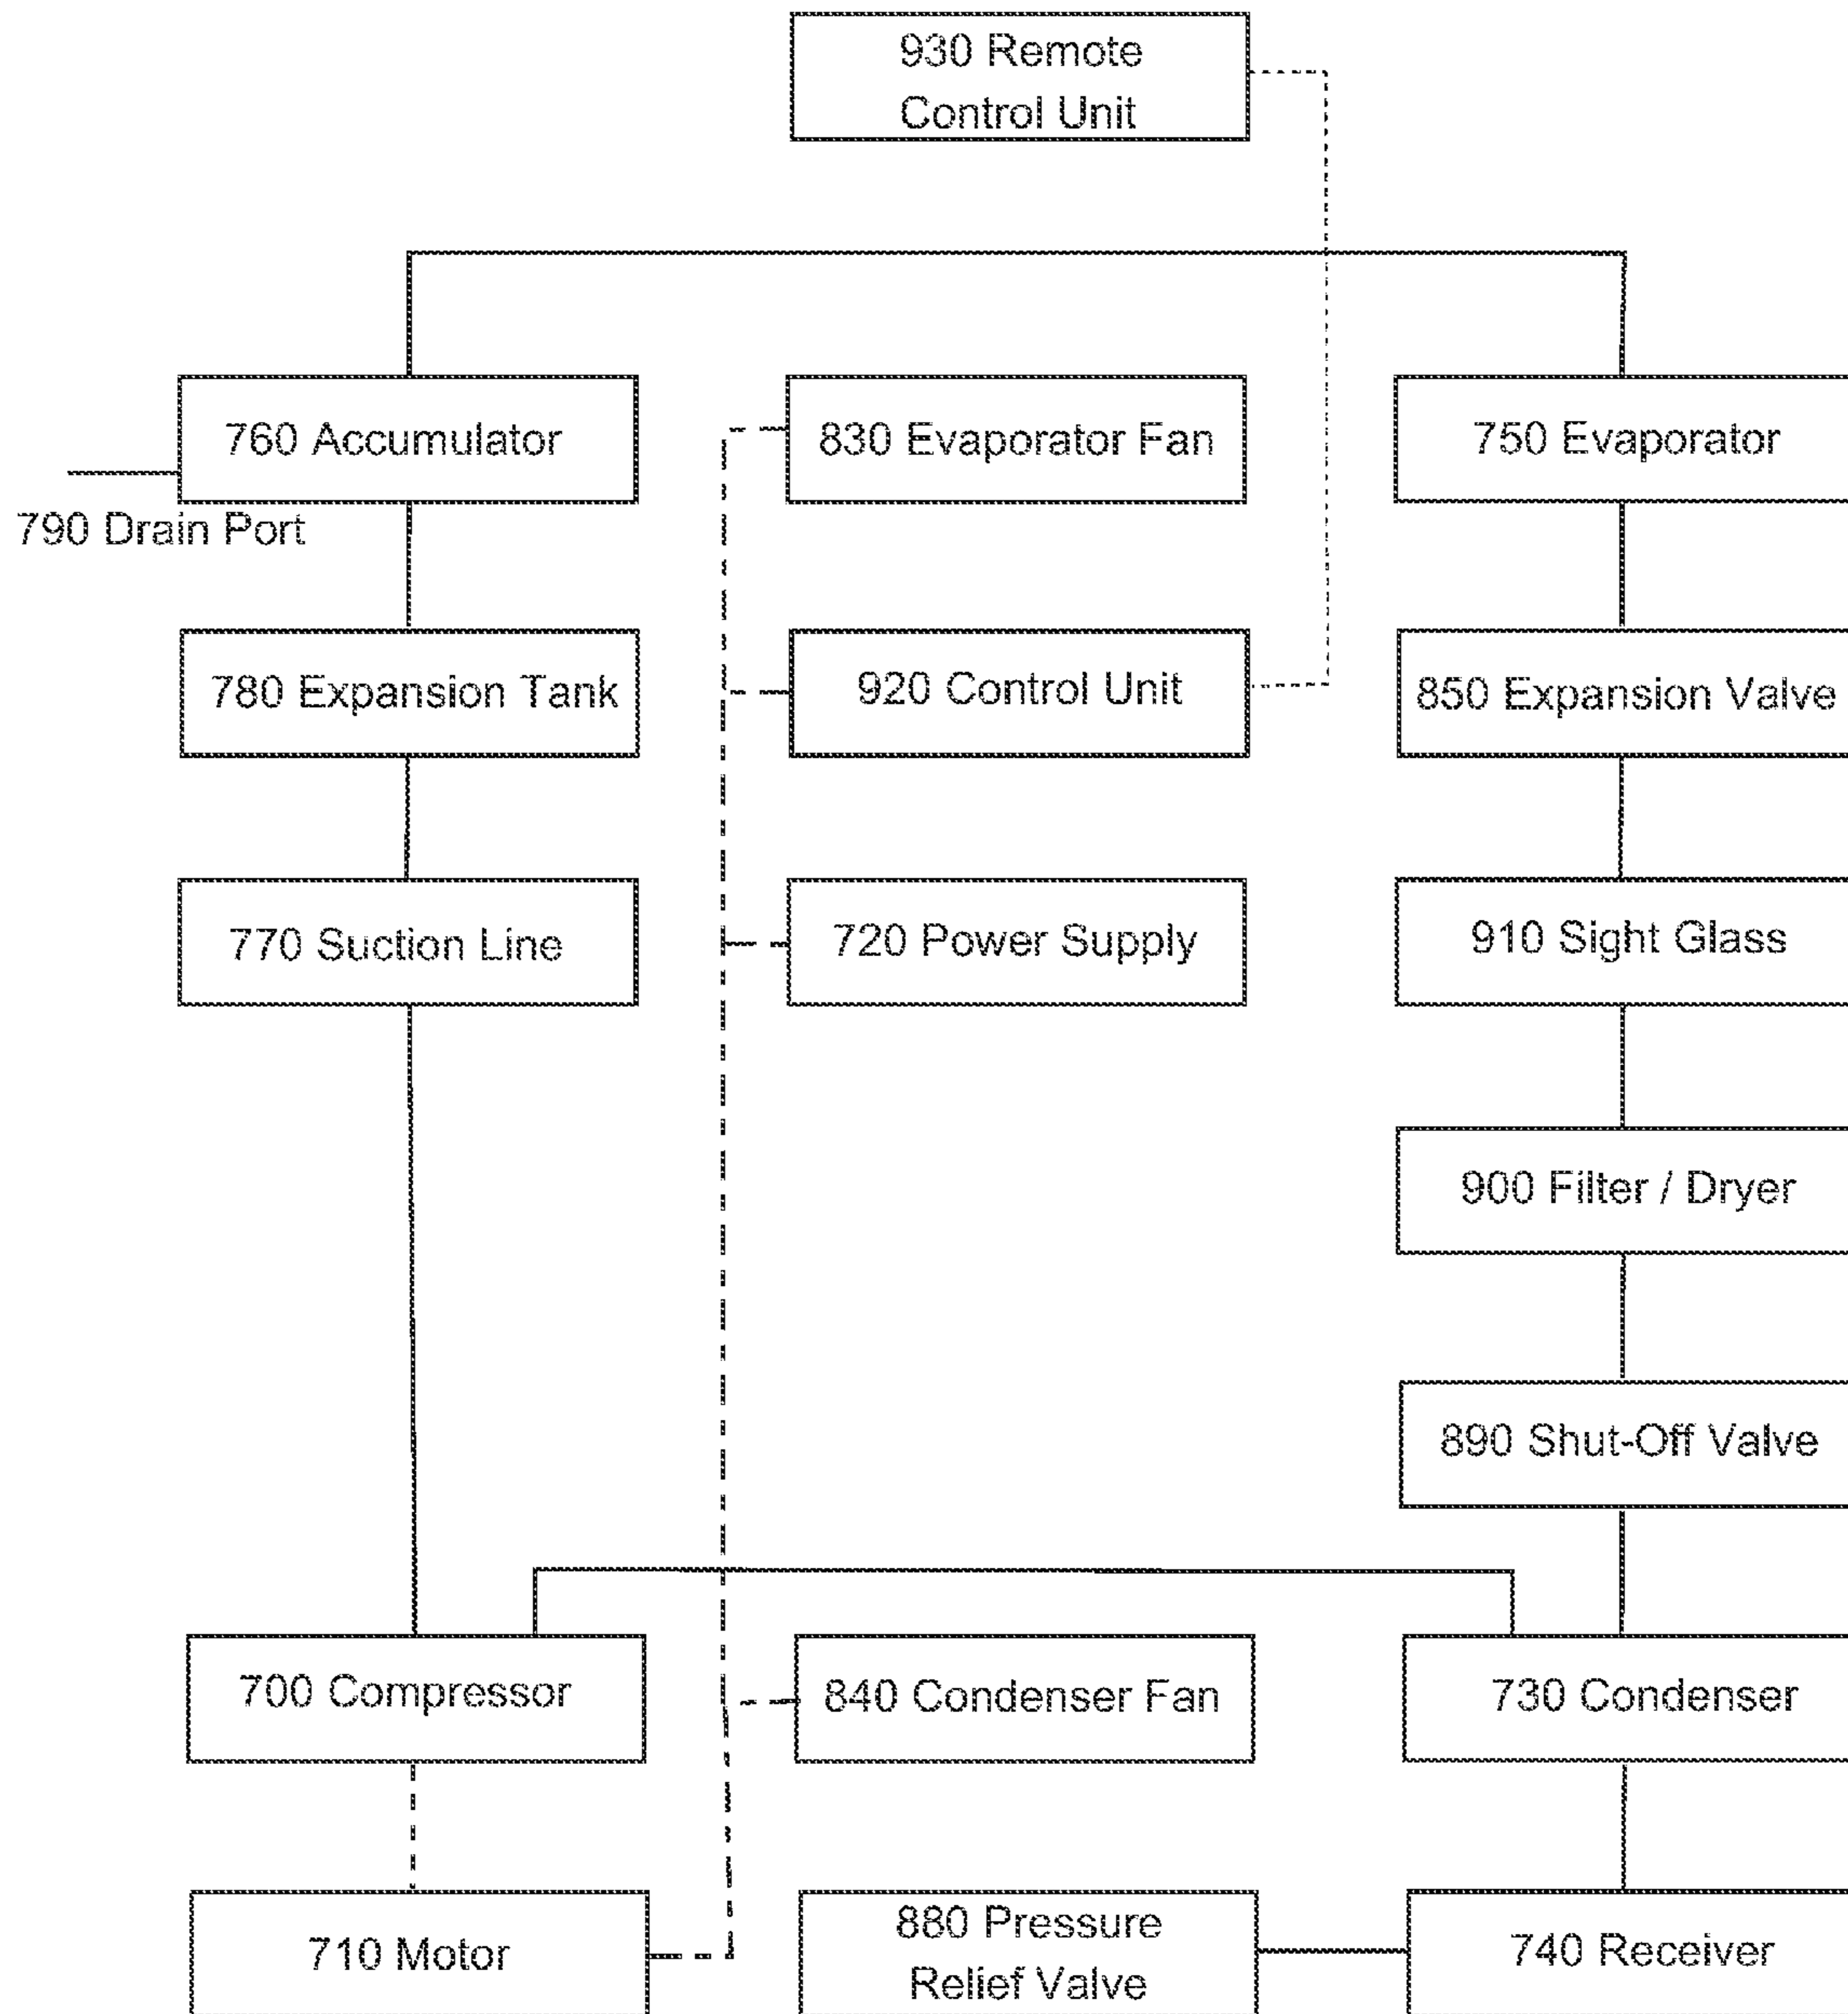 930 Remote
Control Unit
760 Accumulator
830 Evaporator Fan
750 Evaporator
790 Drain Port
780 Expansion Tank
920 Control Unit
850 Expansion Valve
770 Suction Line
720 Power Supply
910 Sight Glass
900 Filter / Dryer
890 Shut-Off Valve
700 Compressor
840 Condenser Fan
730 Condenser
710 Motor
880 Pressure
Relief Valve
740 Receiver